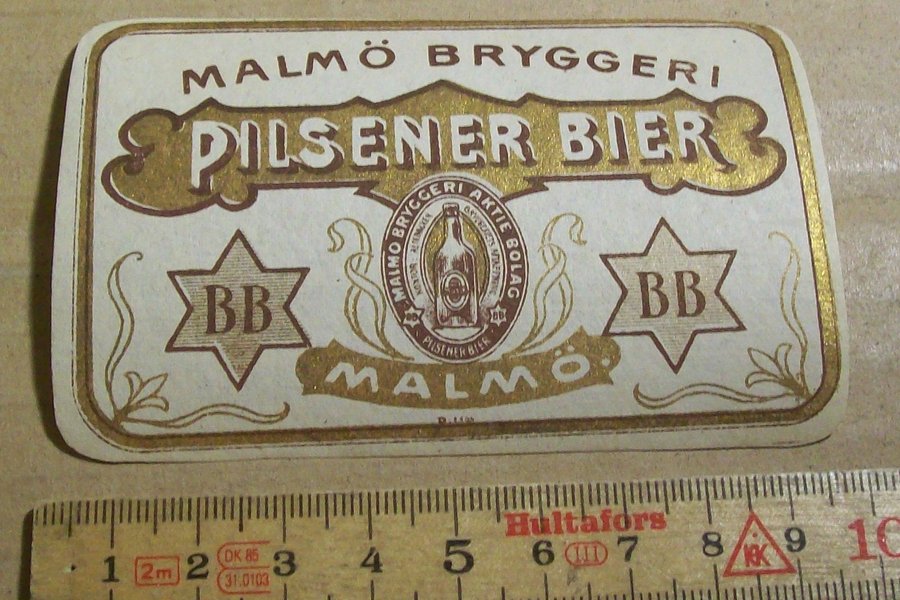 MALMÖ BRYGGERI
PILSENER BIER
MALMÖ BRYGGERI AKTIE BOLAG
BB
BB
BB
BB
PILSENER BIER
MALMÖ.
Hultafors
1 2m 2 DK 85 3 4 5 6 III 7 8 K 9 10
31.0103